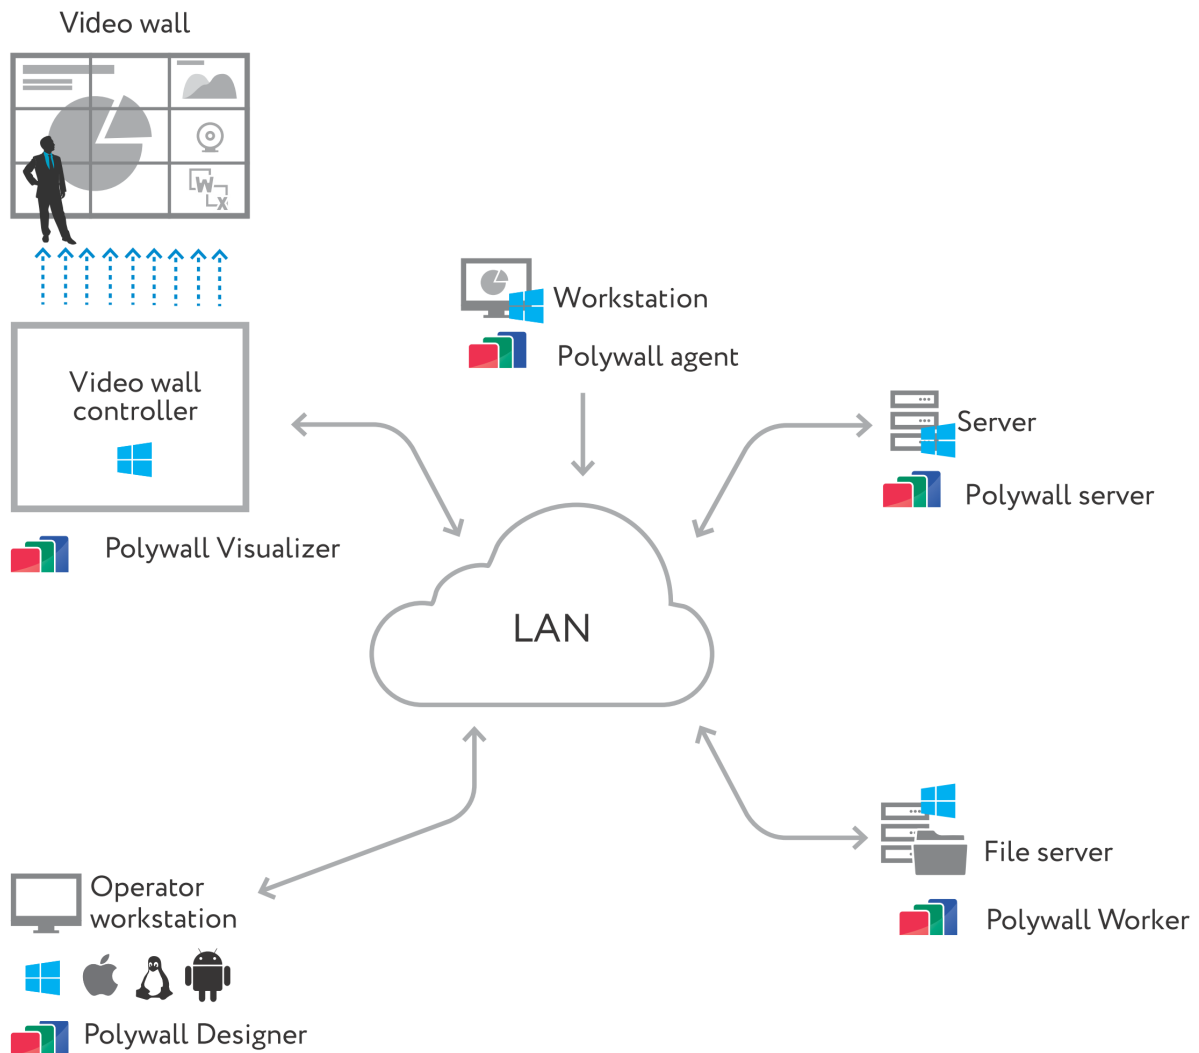 Video wall
W
x
Workstation
Polywall agent
Video wall
controller
Server
Polywall server
Polywall Visualizer
LAN
File server
Polywall Worker
Operator
workstation
Polywall Designer